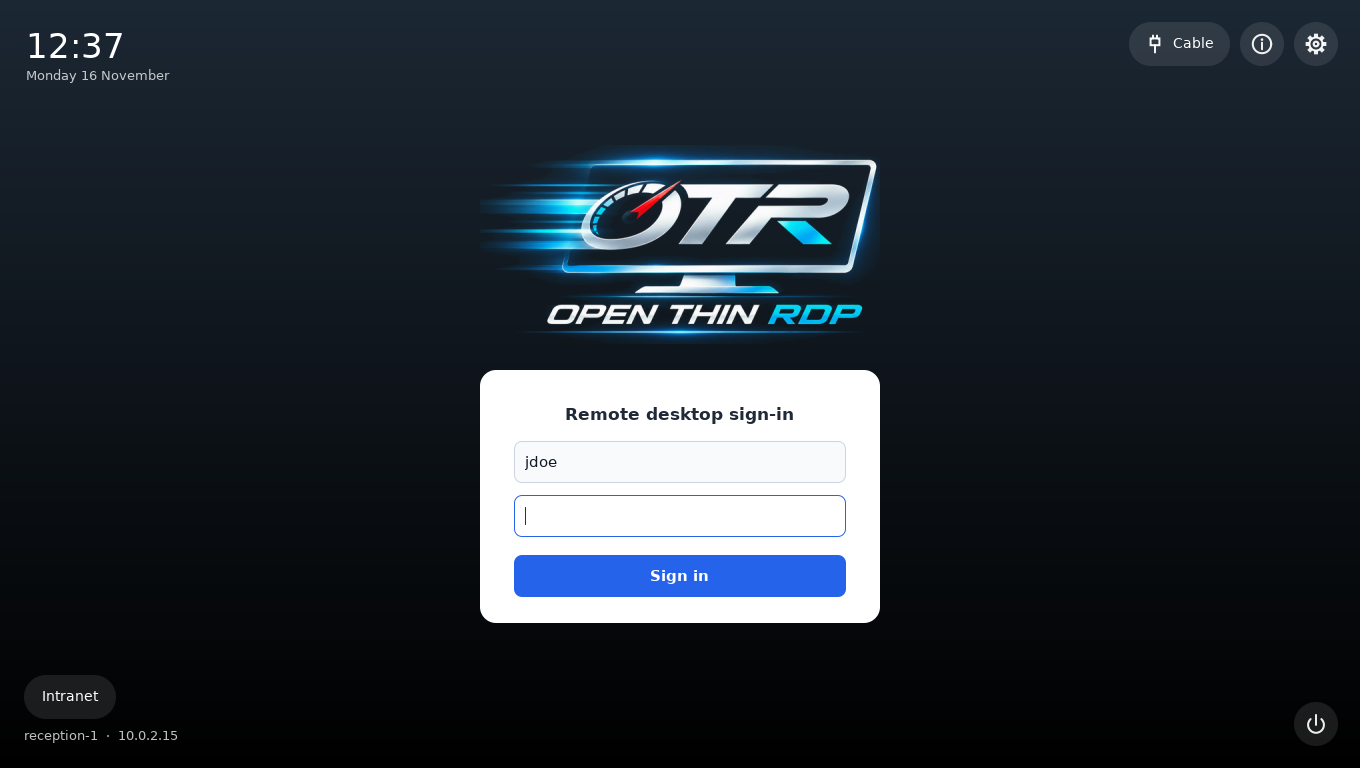 12:37
Monday 16 November
Cable
OTR
OPEN THIN RDP
Remote desktop sign-in
jdoe
Sign in
Intranet
reception-1 · 10.0.2.15